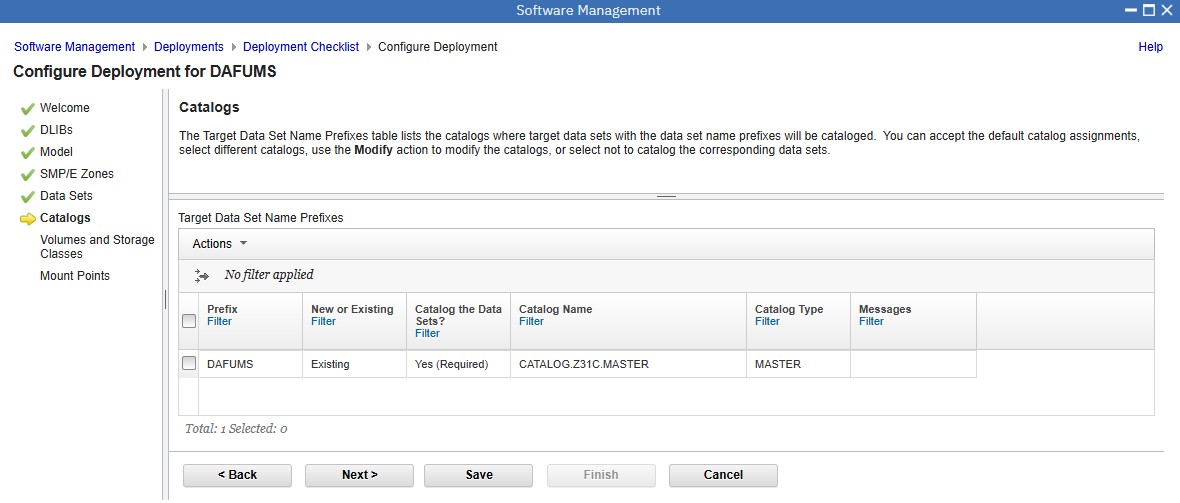 Software Management
Software Management Deployments Deployment Checklist Configure Deployment Help
Configure Deployment for DAFUMS
Welcome
DLIBs
Model
SMP/E Zones
Data Sets
Catalogs
Volumes and Storage
Classes
Mount Points
Catalogs
The Target Data Set Name Prefixes table lists the catalogs where target data sets with the data set name prefixes will be cataloged. You can accept the default catalog assignments,
select different catalogs, use the Modify action to modify the catalogs, or select not to catalog the corresponding data sets.
Target Data Set Name Prefixes
Actions
No filter applied
Prefix New or Existing Catalog the Data Catalog Name Catalog Type Messages
Filter Filter Sets? Filter Filter Filter
Filter
DAFUMS Existing Yes (Required) CATALOG.Z31C.MASTER MASTER
Total: 1 Selected: 0
< Back Next > Save Finish Cancel